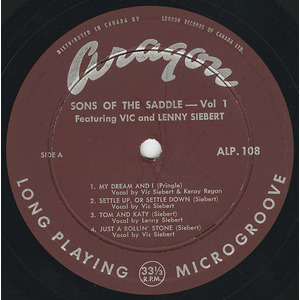 DISTRIBUTED IN CANADA BY LONDON RECORDS OF CANADA LTD.
Aragon
SONS OF THE SADDLE — Vol 1
Featuring VIC and LENNY SIEBERT
SIDE A
ALP. 108
1. MY DREAM AND I (Pringle)
Vocal by Vic Siebert & Keray Regan
2. SETTLE UP, OR SETTLE DOWN (Siebert)
Vocal by Vic Siebert
3. TOM AND KATY (Siebert)
Vocal by Lenny Siebert
4. JUST A ROLLIN' STONE (Siebert)
Vocal by Vic Siebert
LONG PLAYING 33⅓ R.P.M. MICROGROOVE